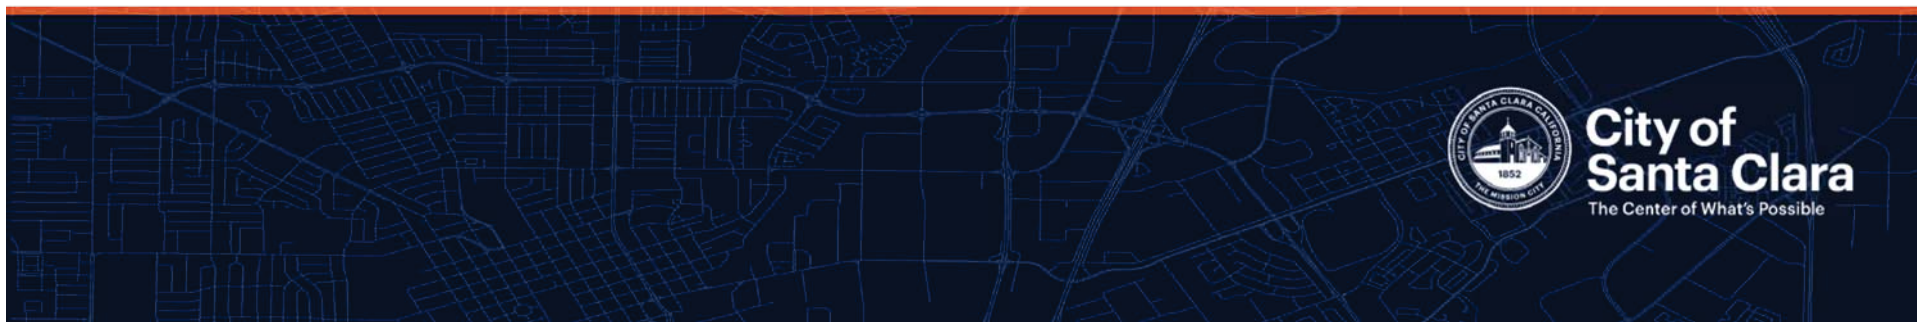 CITY OF SANTA CLARA CALIFORNIA
1852
THE MISSION CITY
City of
Santa Clara
The Center of What's Possible